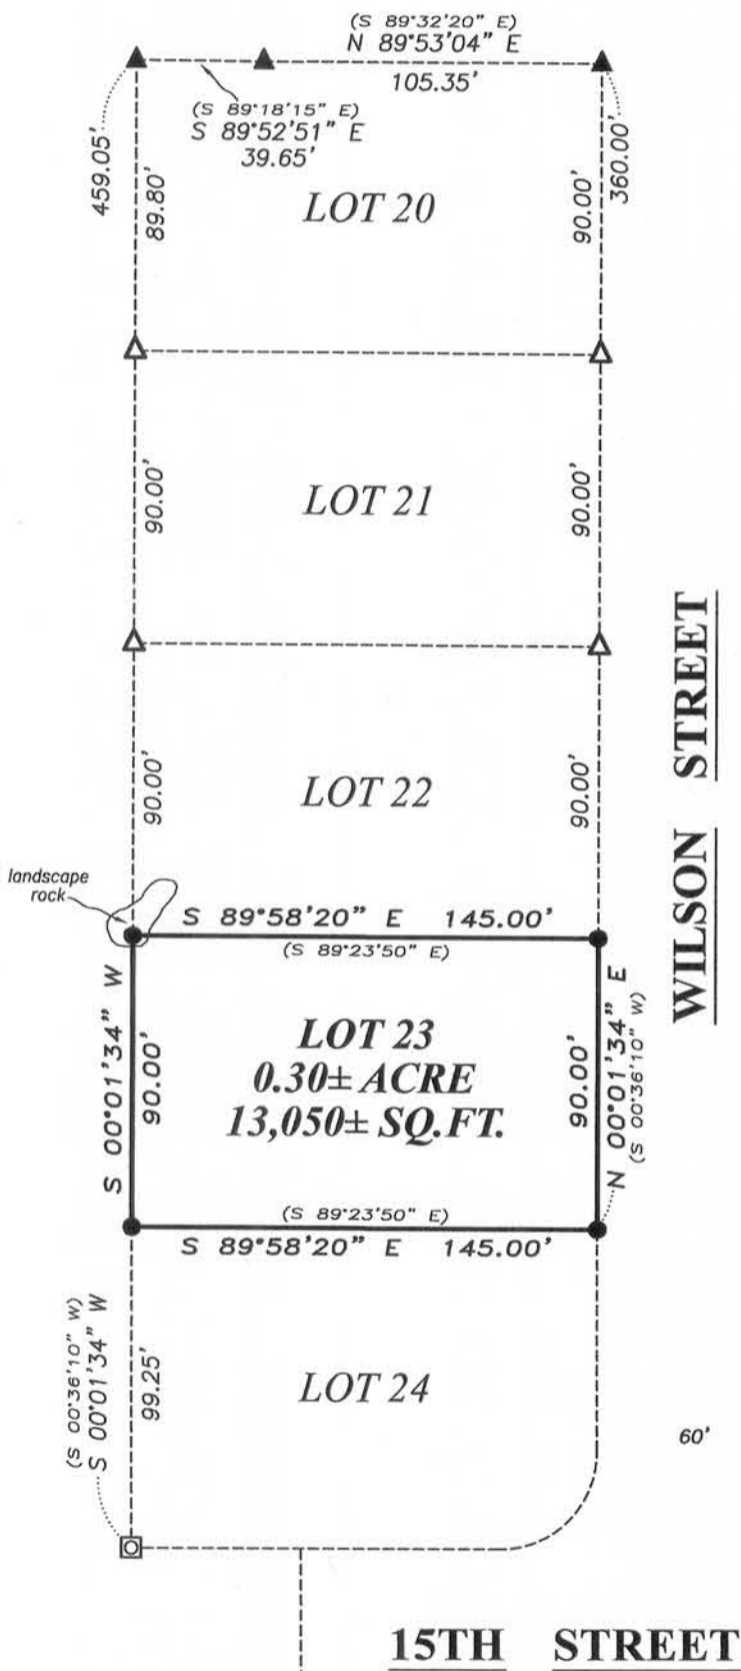 (S 89°32'20" E)
N 89°53'04" E
105.35'
(S 89°18'15" E)
S 89°52'51" E
39.65'
459.05'
89.80'
LOT 20
90.00'
360.00'
90.00'
LOT 21
90.00'
WILSON STREET
90.00'
LOT 22
90.00'
landscape
rock
S 89°58'20" E 145.00'
(S 89°23'50" E)
S 00°01'34" W
90.00'
LOT 23
0.30± ACRE
13,050± SQ.FT.
90.00'
N 00°01'34" E
(S 00°36'10" W)
(S 89°23'50" E)
S 89°58'20" E 145.00'
(S 00°36'10" W)
S 00°01'34" W
99.25'
LOT 24
60'
15TH STREET